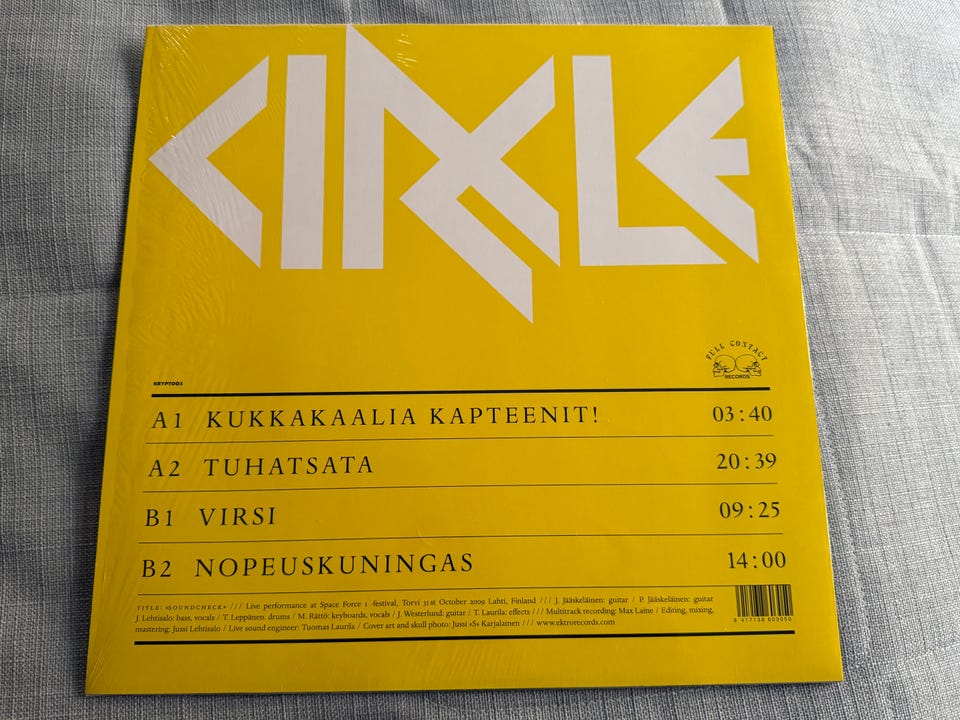 CIRCLE
FULL CONTACT
RECORDS
KRYPT003
A1 KUKKAKAALIA KAPTEENIT! 03:40
A2 TUHATSATA 20:39
B1 VIRSI 09:25
B2 NOPEUSKUNINGAS 14:00
TITLE: «SOUNDCHECK» /// Live performance at Space Force 1 -festival, Torvi 31st October 2009 Lahti, Finland /// J. Jääskeläinen: guitar / P. Jääskeläinen: guitar
J. Lehtisalo: bass, vocals / T. Leppänen: drums / M. Rättö: keyboards, vocals / J. Westerlund: guitar / T. Laurila: effects /// Multitrack recording: Max Laine / Editing, mixing,
mastering: Jussi Lehtisalo / Live sound engineer: Tuomas Laurila / Cover art and skull photo: Jussi «S» Karjalainen /// www.ektrorecords.com
6 417138 603050